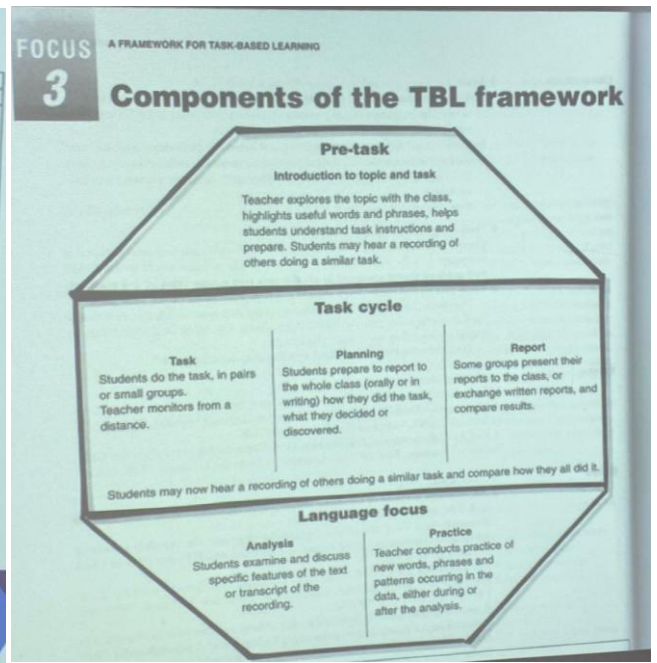 FOCUS
3
A FRAMEWORK FOR TASK-BASED LEARNING
Components of the TBL framework
Pre-task
Introduction to topic and task
Teacher explores the topic with the class,
highlights useful words and phrases, helps
students understand task instructions and
prepare. Students may hear a recording of
others doing a similar task.
Task cycle
Task
Students do the task, in pairs
or small groups.
Teacher monitors from a
distance.
Planning
Students prepare to report to
the whole class (orally or in
writing) how they did the task,
what they decided or
discovered.
Report
Some groups present their
reports to the class, or
exchange written reports, and
compare results.
Students may now hear a recording of others doing a similar task and compare how they all did it.
Language focus
Analysis
Students examine and discuss
specific features of the text
or transcript of the
recording.
Practice
Teacher conducts practice of
new words, phrases and
patterns occurring in the
data, either during or
after the analysis.